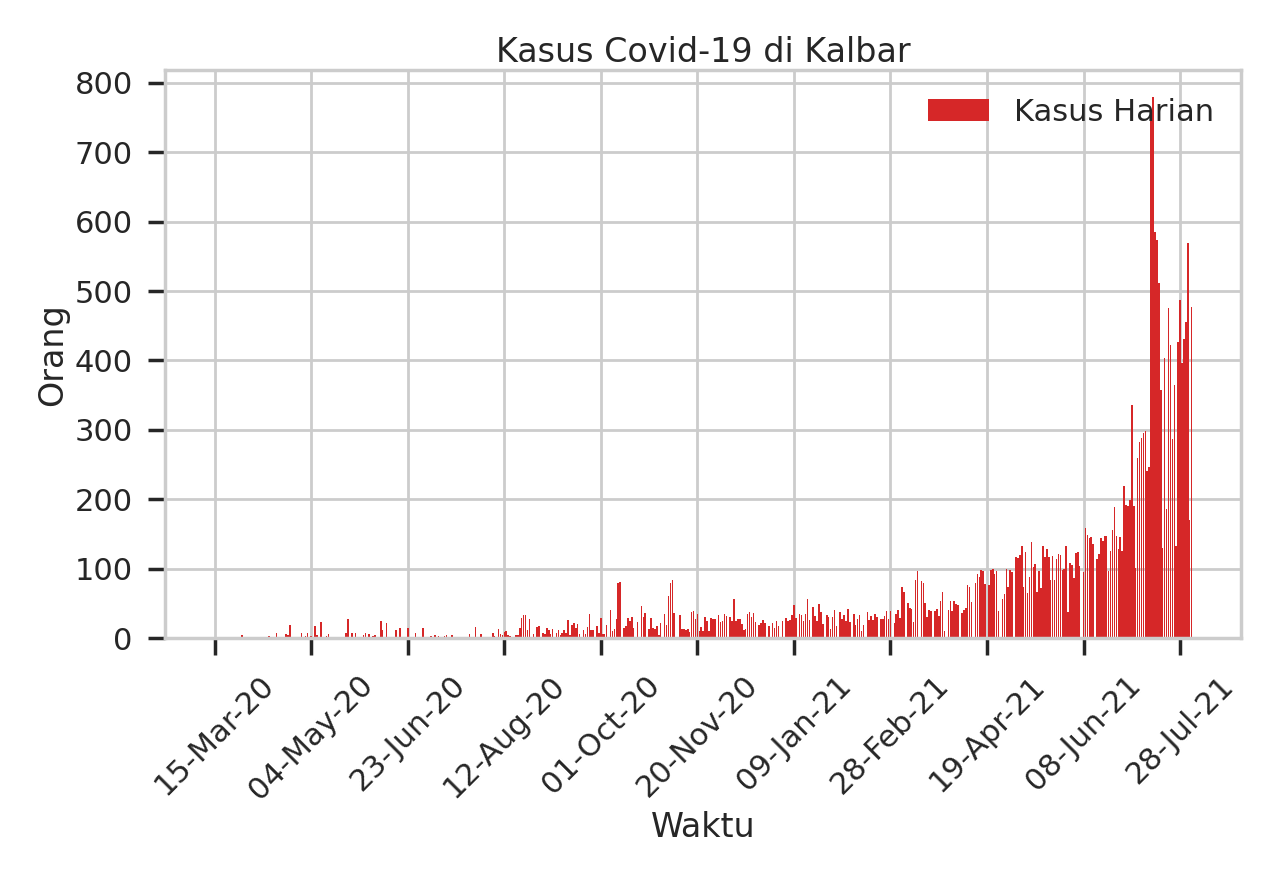 Kasus Covid-19 di Kalbar
Kasus Harian
Orang
800
700
600
500
400
300
200
100
0
15-Mar-20
04-May-20
23-Jun-20
12-Aug-20
01-Oct-20
20-Nov-20
09-Jan-21
28-Feb-21
19-Apr-21
08-Jun-21
28-Jul-21
Waktu